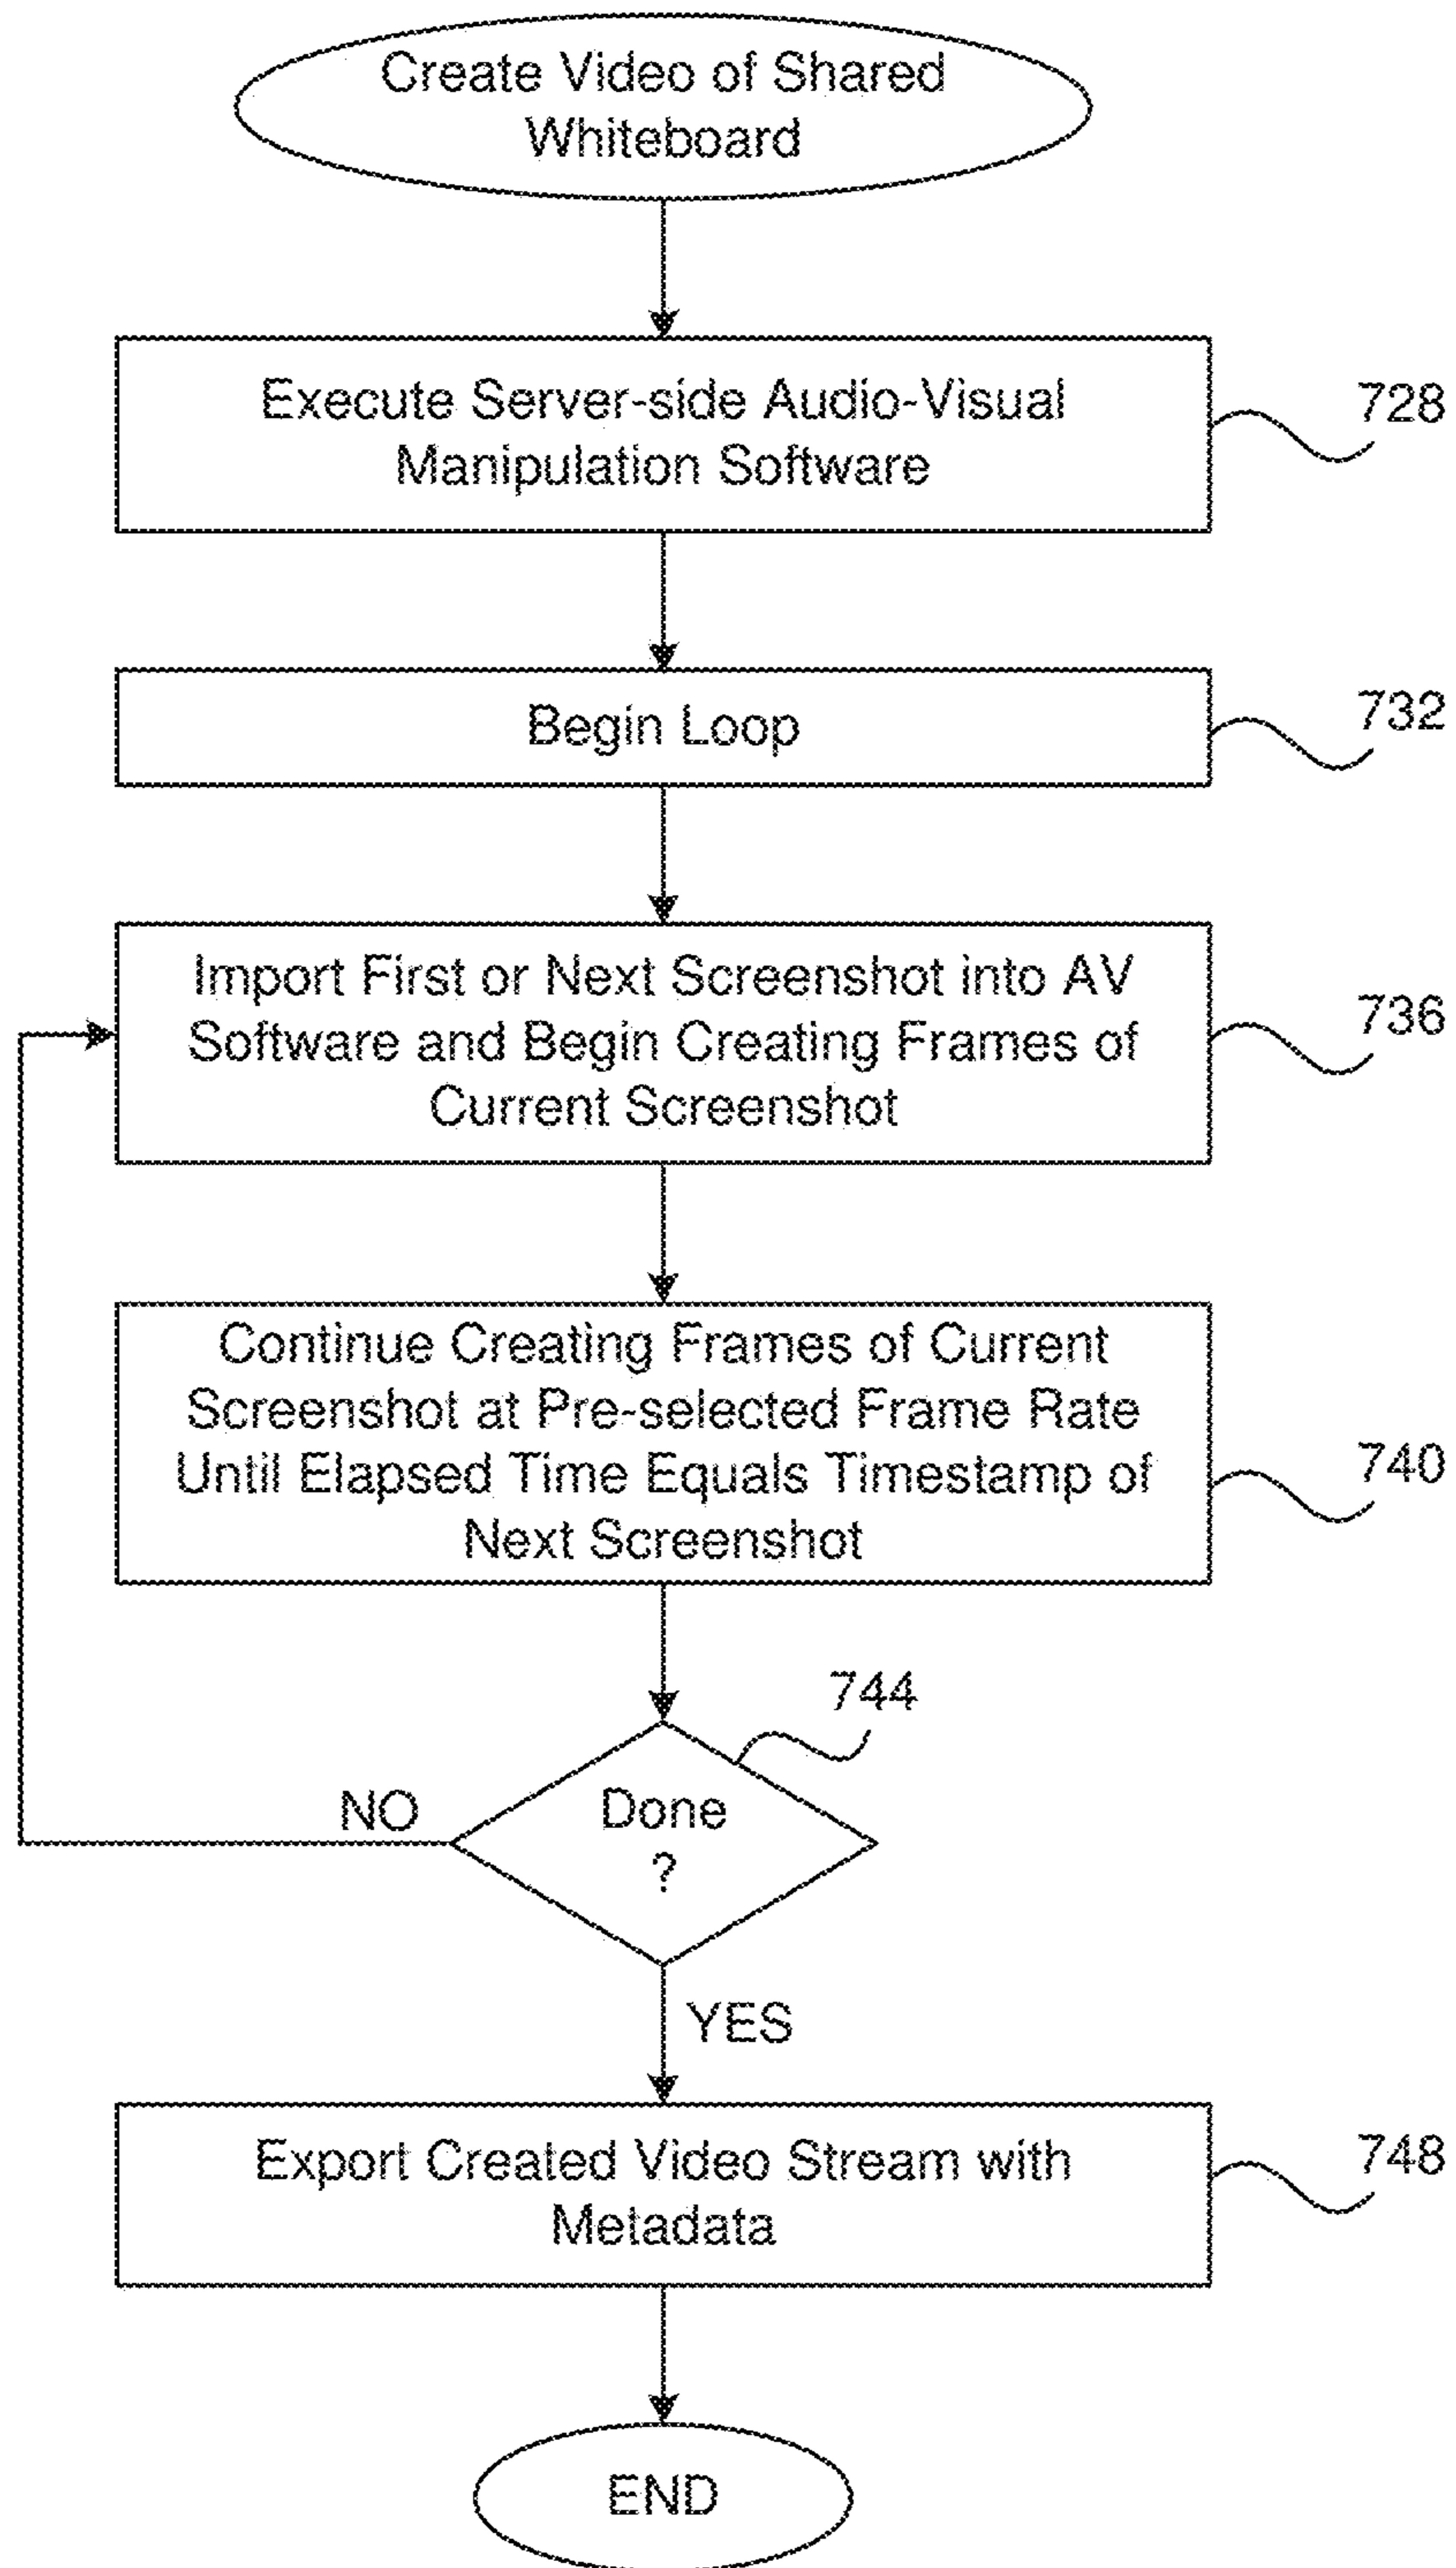 Create Video of Shared
Whiteboard
Execute Server-side Audio-Visual
Manipulation Software
728
Begin Loop
732
Import First or Next Screenshot into AV
Software and Begin Creating Frames of
Current Screenshot
736
Continue Creating Frames of Current
Screenshot at Pre-selected Frame Rate
Until Elapsed Time Equals Timestamp of
Next Screenshot
740
744
Done
?
NO
YES
Export Created Video Stream with
Metadata
748
END